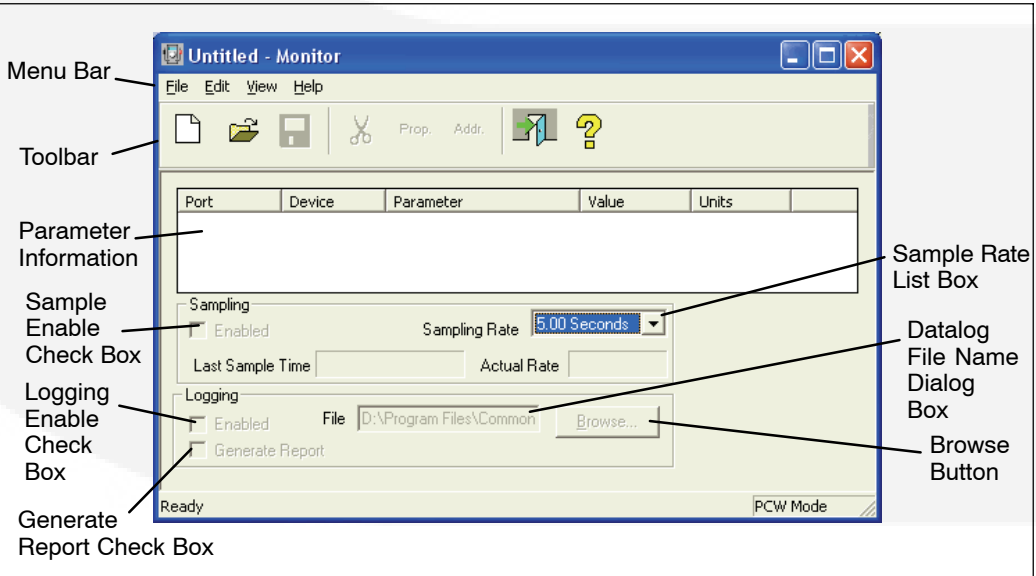 Untitled - Monitor
Menu Bar
File Edit View Help
Prop. Addr.
Toolbar
Port Device Parameter Value Units
Parameter
Information
Sample Rate
List Box
Sample
Enable
Check Box
Sampling
Enabled
Sampling Rate 5.00 Seconds
Last Sample Time
Actual Rate
Datalog
File Name
Dialog
Box
Logging
Enable
Check
Box
Logging
Enabled
File D:\Program Files\Common
Browse...
Generate Report
Browse
Button
Ready
PCW Mode
Generate
Report Check Box